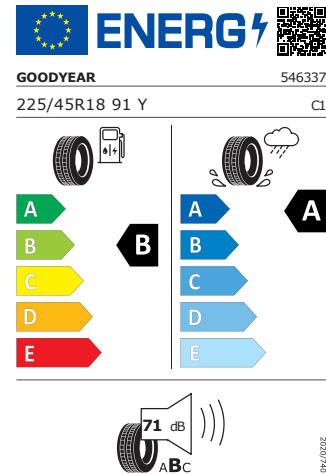 ENERG
GOODYEAR 546337
225/45R18 91 Y C1
A A A
B B B
C C
D D
E E
71 dB
ABC
2020/740